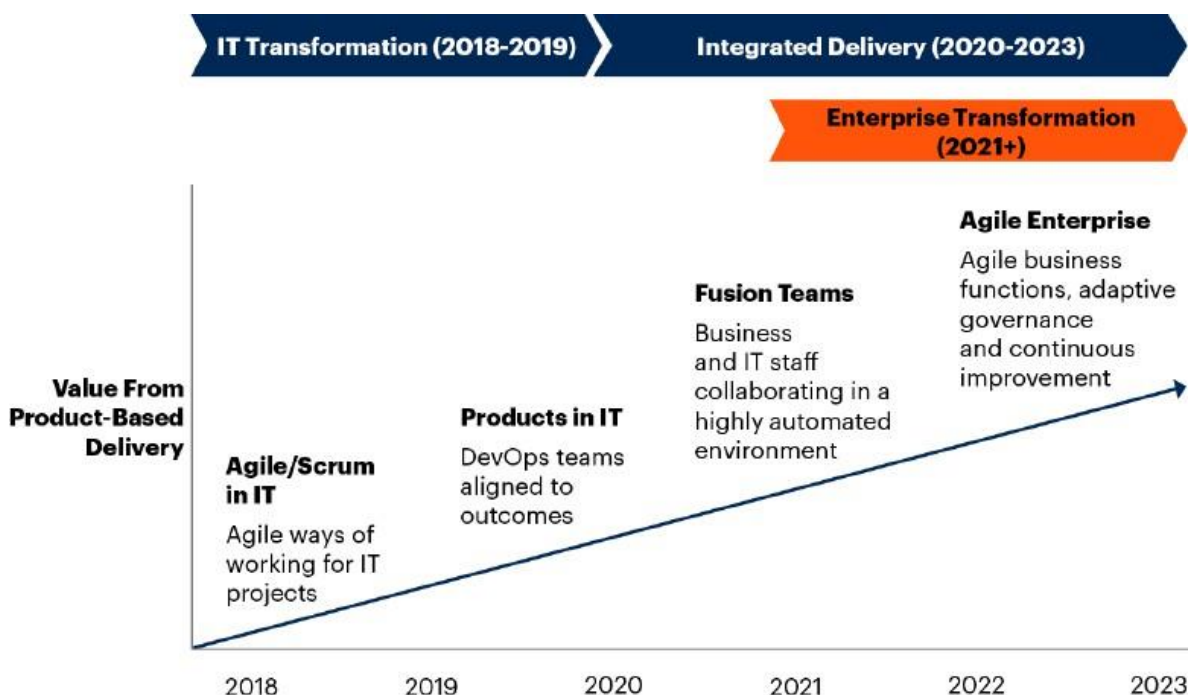 IT Transformation (2018-2019)
Integrated Delivery (2020-2023)
Enterprise Transformation
(2021+)
Value From
Product-Based
Delivery
Agile/Scrum
in IT
Agile ways of
working for IT
projects
Products in IT
DevOps teams
aligned to
outcomes
Fusion Teams
Business
and IT staff
collaborating in a
highly automated
environment
Agile Enterprise
Agile business
functions, adaptive
governance
and continuous
improvement
2018
2019
2020
2021
2022
2023